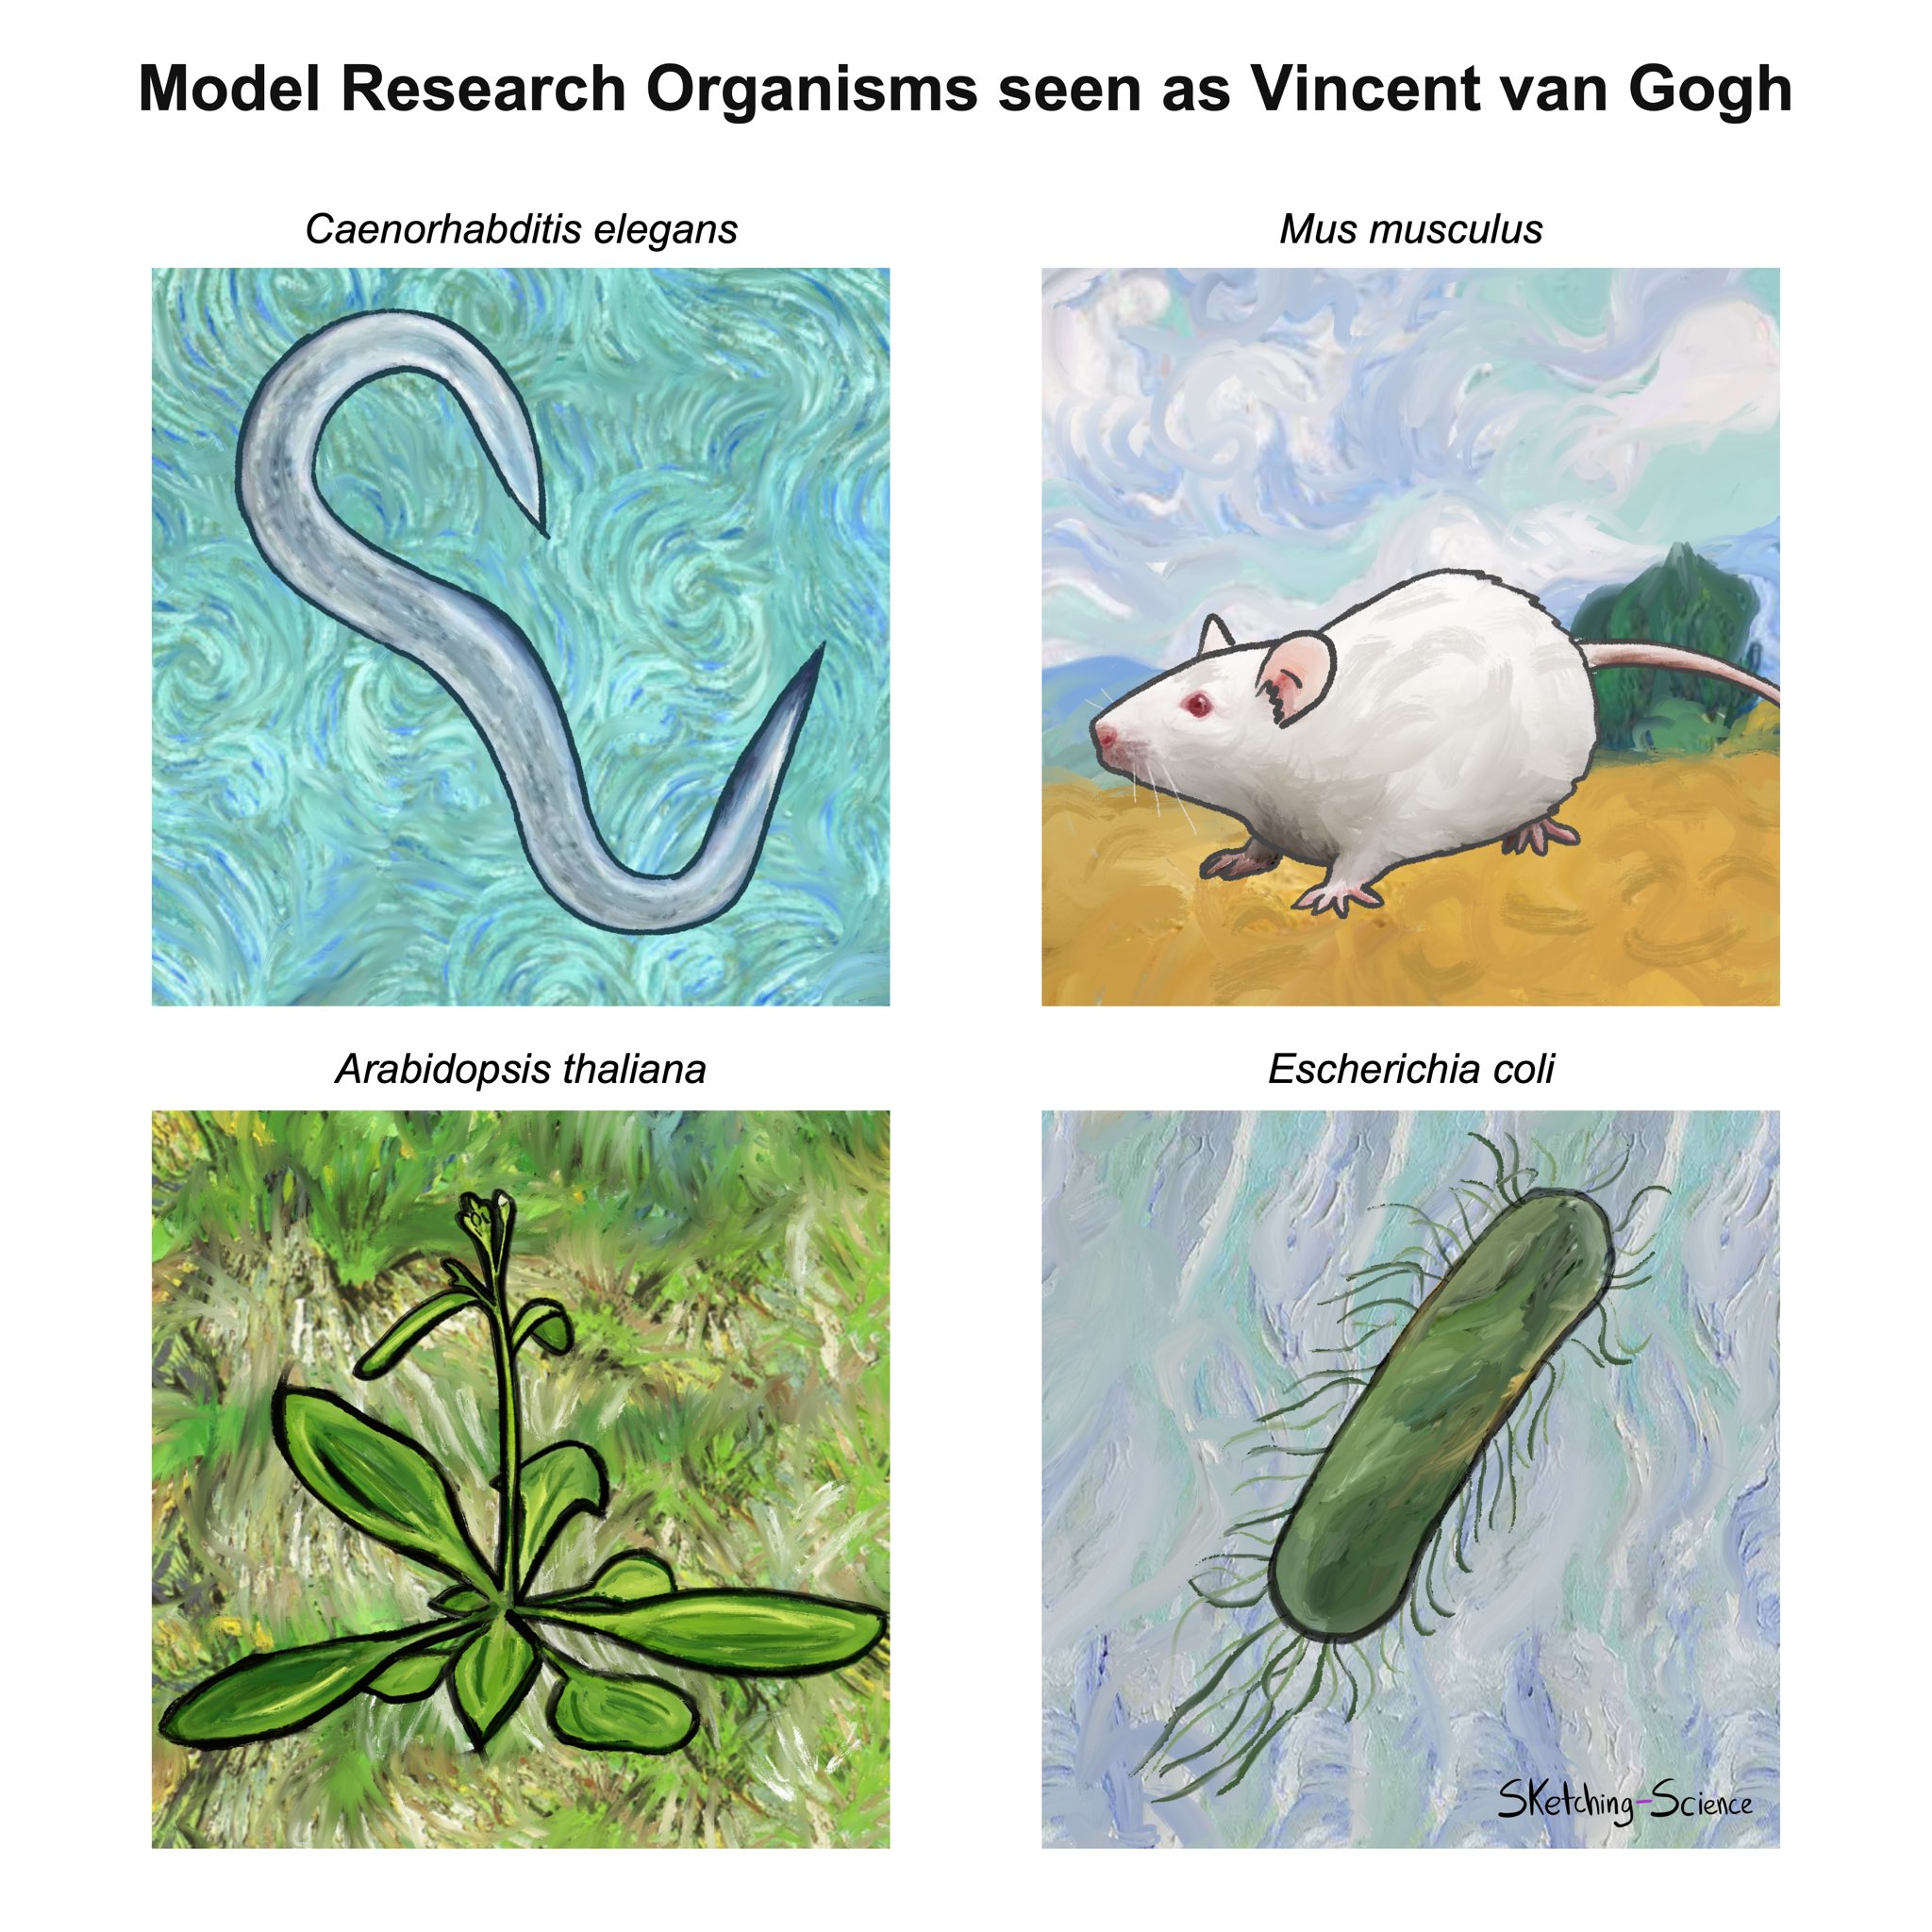 Model Research Organisms seen as Vincent van Gogh
Caenorhabditis elegans
Mus musculus
Arabidopsis thaliana
Escherichia coli
SKetching-Science